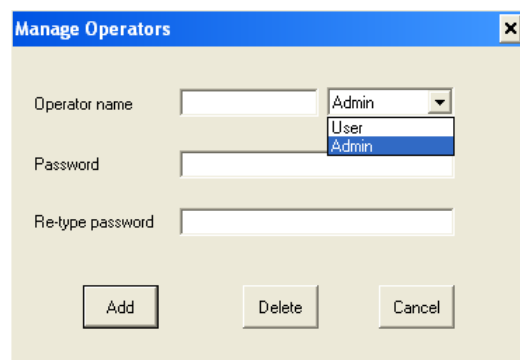 Manage Operators
Operator name Admin
User
Admin
Password
Re-type password
Add Delete Cancel